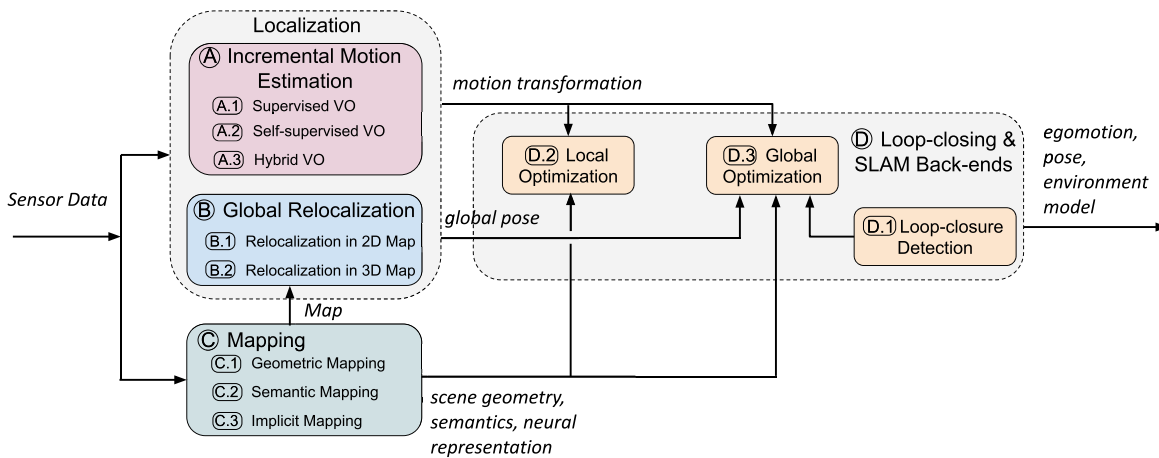 Localization
A Incremental Motion
Estimation
A.1 Supervised VO
A.2 Self-supervised VO
A.3 Hybrid VO
B Global Relocalization
B.1 Relocalization in 2D Map
B.2 Relocalization in 3D Map
Sensor Data
Map
C Mapping
C.1 Geometric Mapping
C.2 Semantic Mapping
C.3 Implicit Mapping
motion transformation
global pose
scene geometry,
semantics, neural
representation
D.2 Local
Optimization
D.3 Global
Optimization
D Loop-closing &
SLAM Back-ends
D.1 Loop-closure
Detection
egomotion,
pose,
environment
model